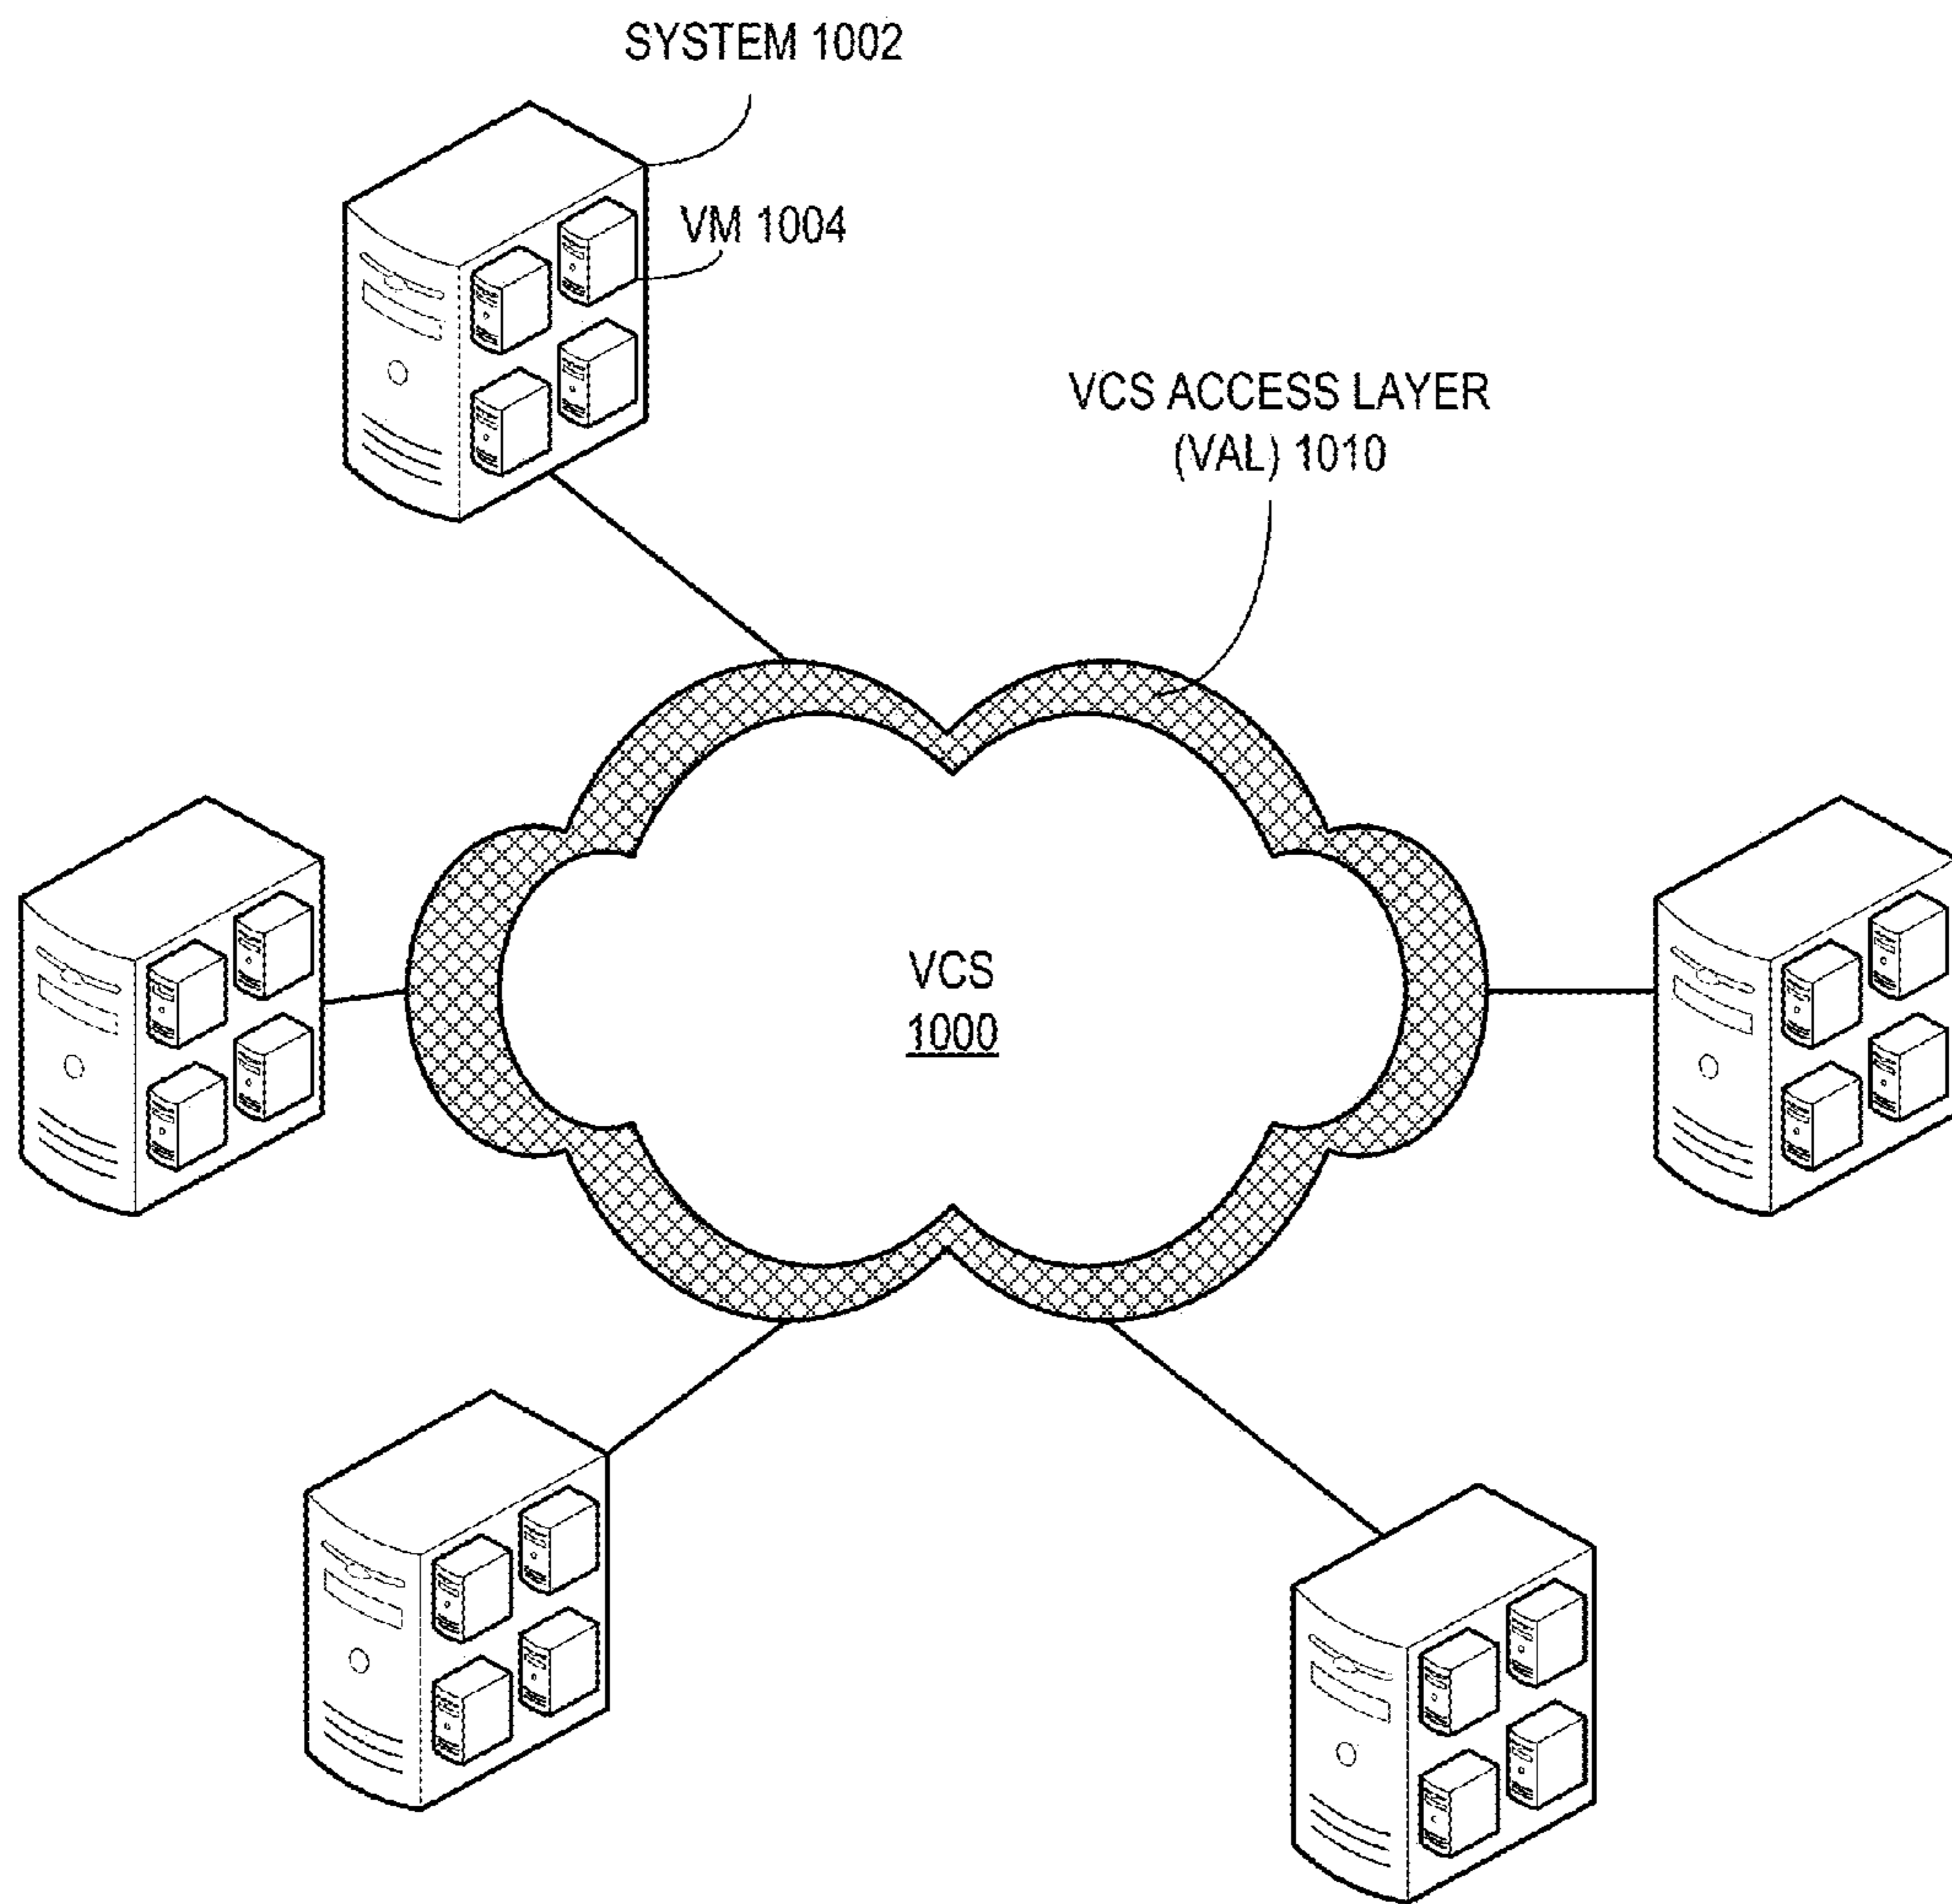 SYSTEM 1002
VM 1004
VCS ACCESS LAYER
(VAL) 1010
VCS
1000